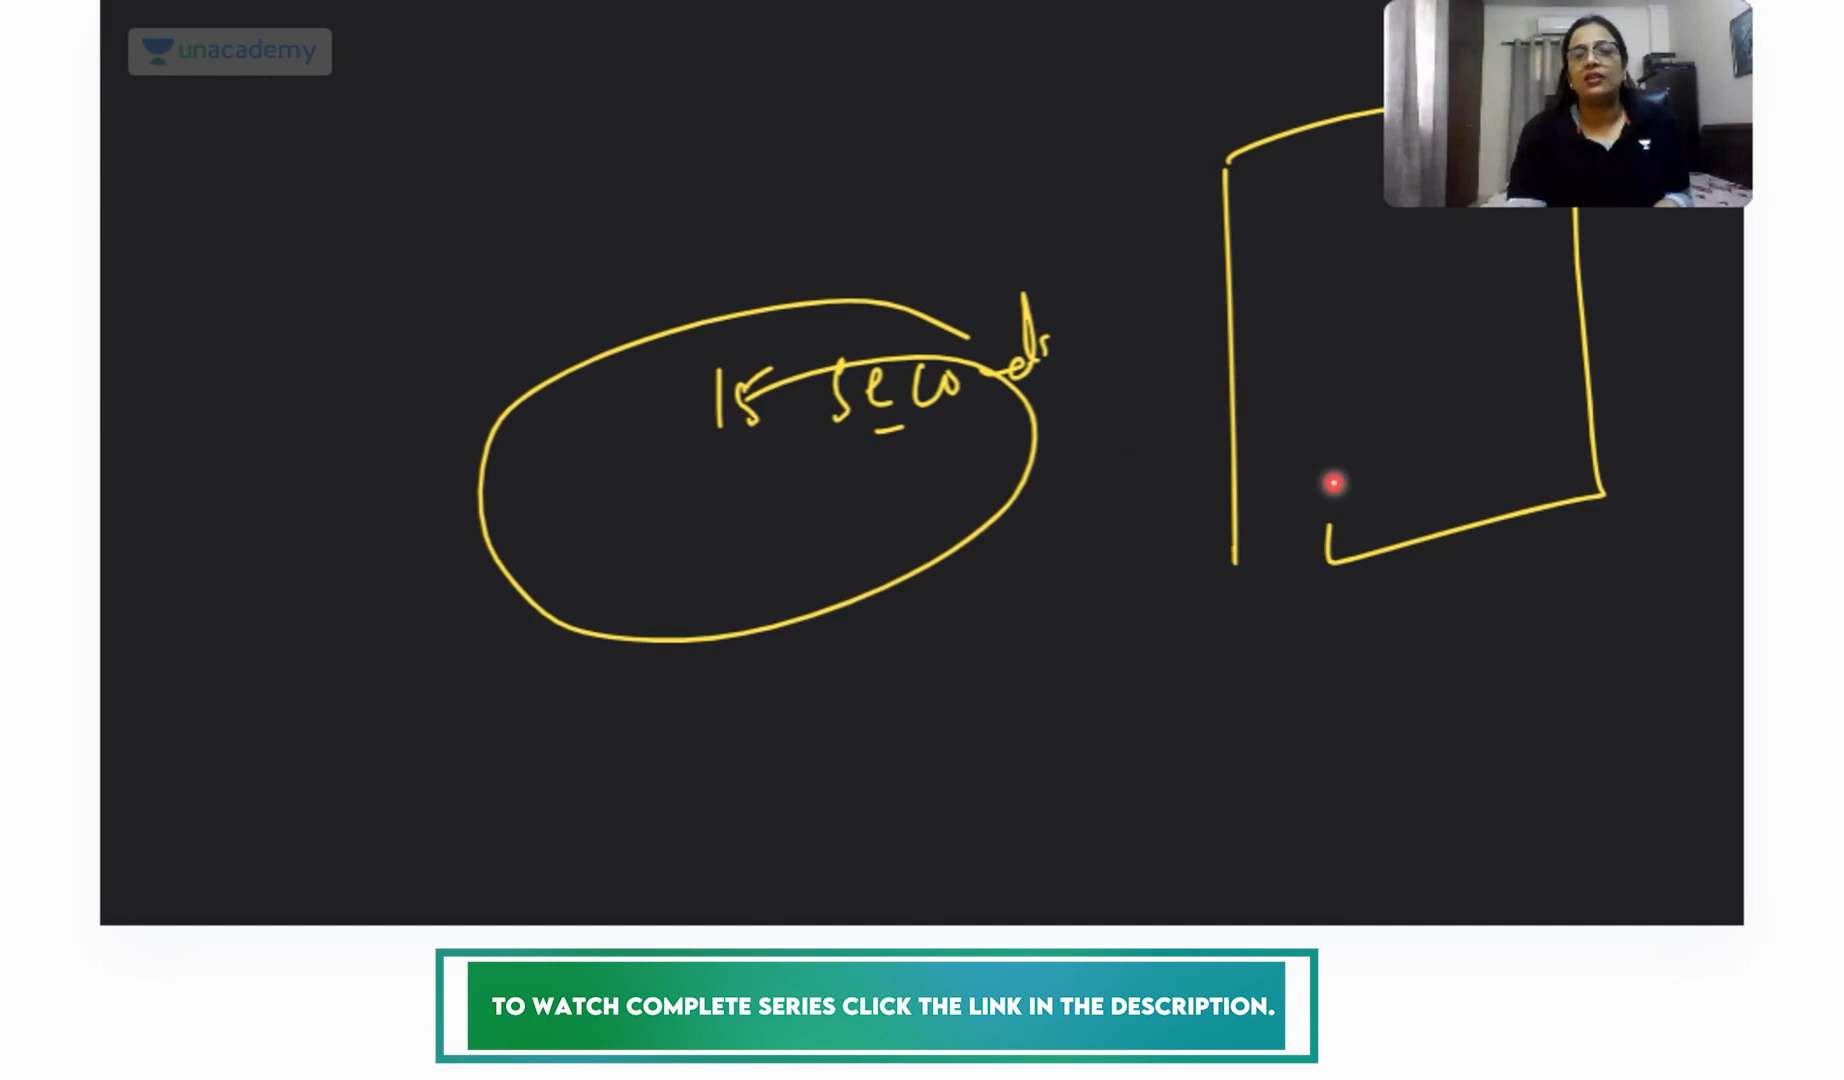 unacademy
15 seconds
TO WATCH COMPLETE SERIES CLICK THE LINK IN THE DESCRIPTION.